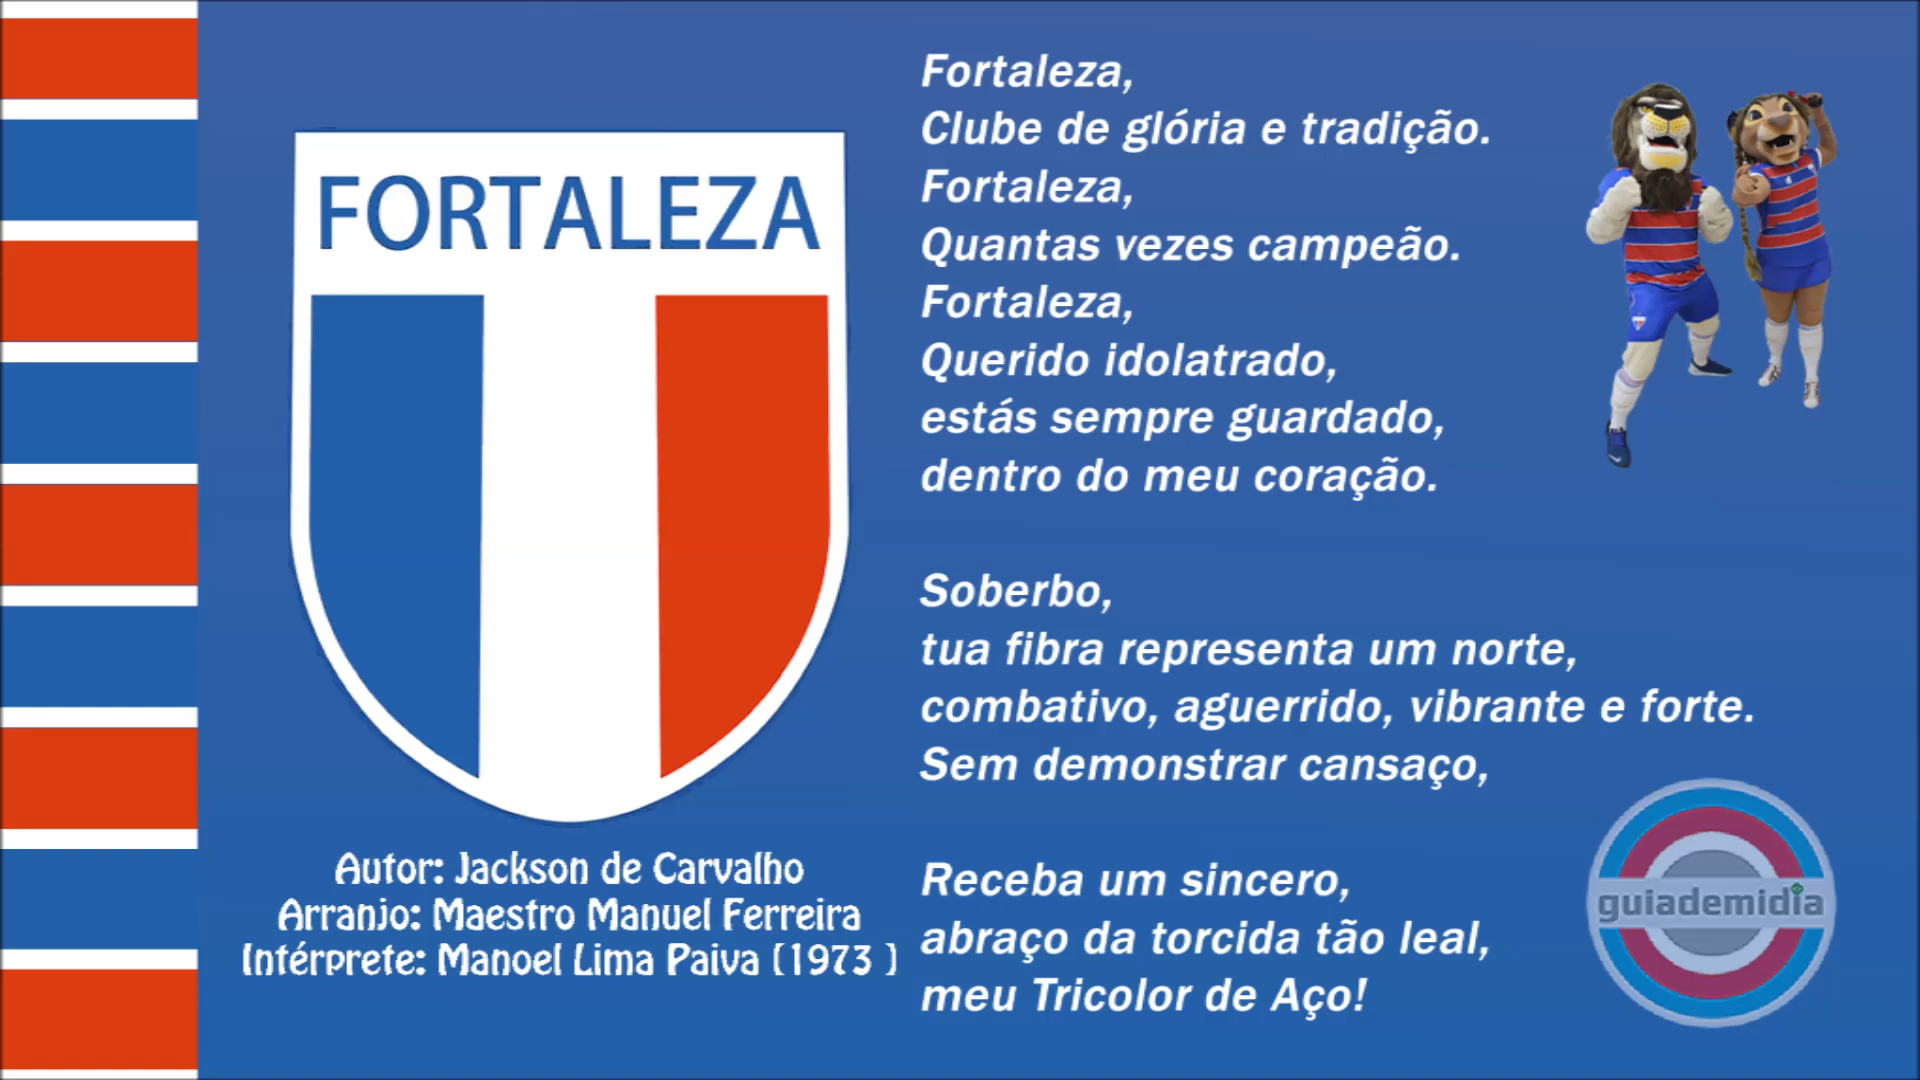 FORTALEZA
Autor: Jackson de Carvalho
Arranjo: Maestro Manuel Ferreira
Intérprete: Manoel Lima Paiva (1973 )
Fortaleza,
Clube de glória e tradição.
Fortaleza,
Quantas vezes campeão.
Fortaleza,
Querido idolatrado,
estás sempre guardado,
dentro do meu coração.
Soberbo,
tua fibra representa um norte,
combativo, aguerrido, vibrante e forte.
Sem demonstrar cansaço,
Receba um sincero,
abraço da torcida tão leal,
meu Tricolor de Aço!
guiademidia